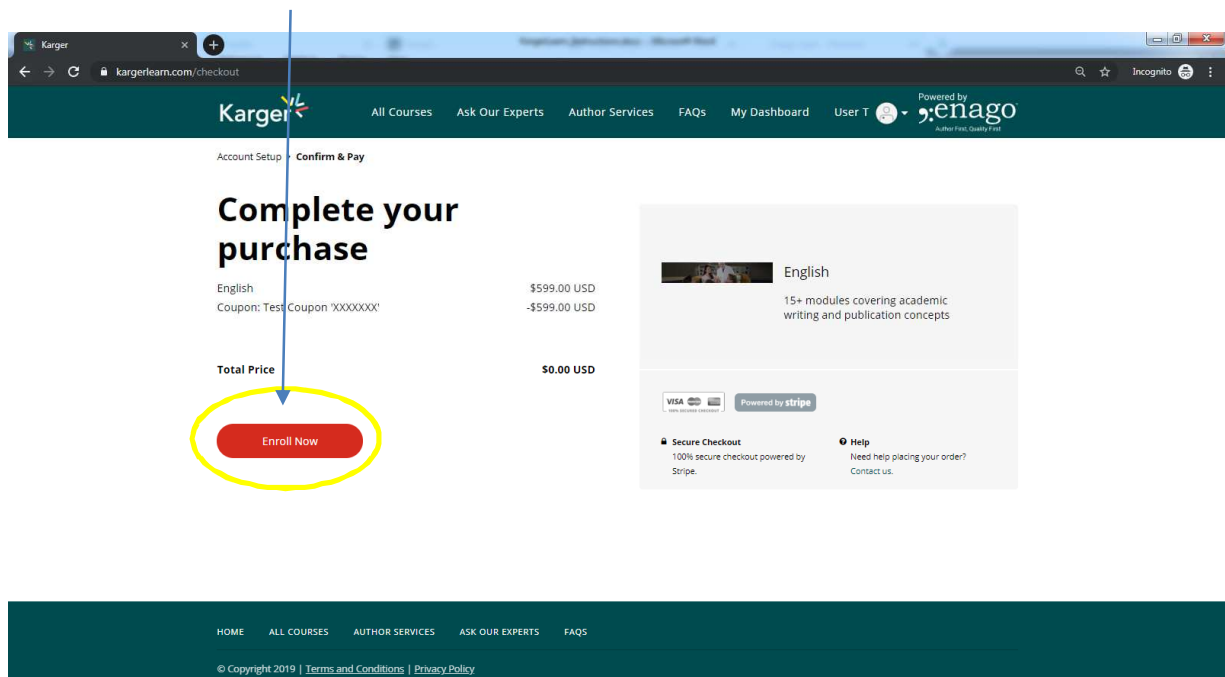 Karger
kargerlearn.com/checkout
Incognito
Karger
All Courses Ask Our Experts Author Services FAQs My Dashboard User T
Powered by
enago
Author First, Quality First
Account Setup Confirm & Pay
Complete your
purchase
English $599.00 USD
Coupon: Test Coupon 'XXXXXXX' -$599.00 USD
Total Price $0.00 USD
Enroll Now
English
15+ modules covering academic
writing and publication concepts
VISA
100% SECURE CHECKOUT
Powered by stripe
Secure Checkout
100% secure checkout powered by
Stripe.
Help
Need help placing your order?
Contact us.
HOME ALL COURSES AUTHOR SERVICES ASK OUR EXPERTS FAQS
© Copyright 2019 | Terms and Conditions | Privacy Policy